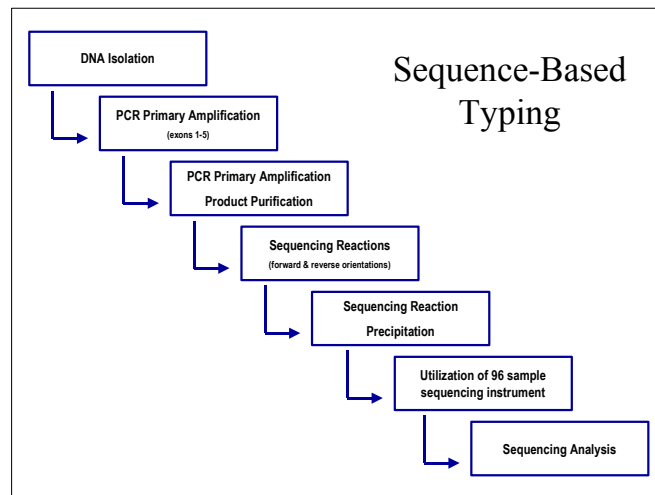 Sequence-Based
Typing
DNA Isolation
PCR Primary Amplification
(exons 1-5)
PCR Primary Amplification
Product Purification
Sequencing Reactions
(forward & reverse orientations)
Sequencing Reaction
Precipitation
Utilization of 96 sample
sequencing instrument
Sequencing Analysis